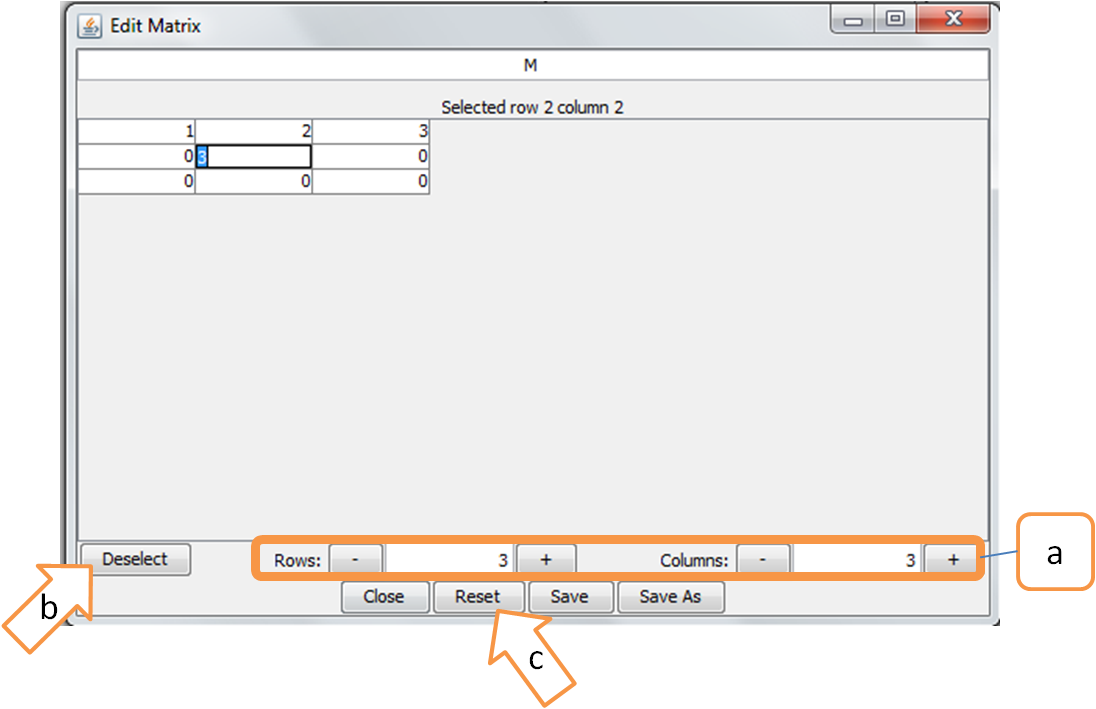 Edit Matrix
M
Selected row 2 column 2
1 2 3
0 3 0
0 0 0
Deselect Rows: - 3 + Columns: - 3 + a
Close Reset Save Save As
b
c